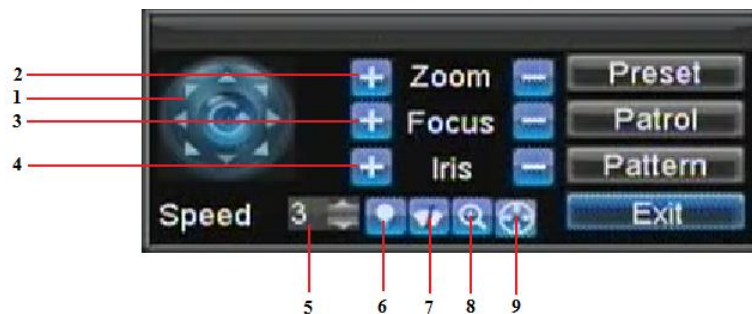 2
1
3
4
Zoom
Focus
Iris
Preset
Patrol
Pattern
Exit
Speed 3
5 6 7 8 9